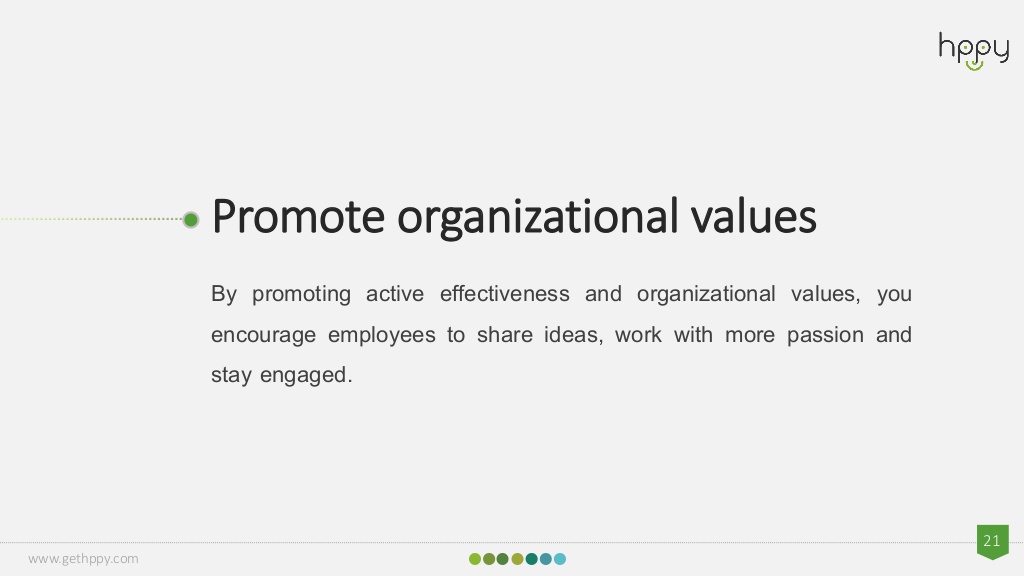 hppy
Promote organizational values
By promoting active effectiveness and organizational values, you
encourage employees to share ideas, work with more passion and
stay engaged.
www.gethppy.com
21